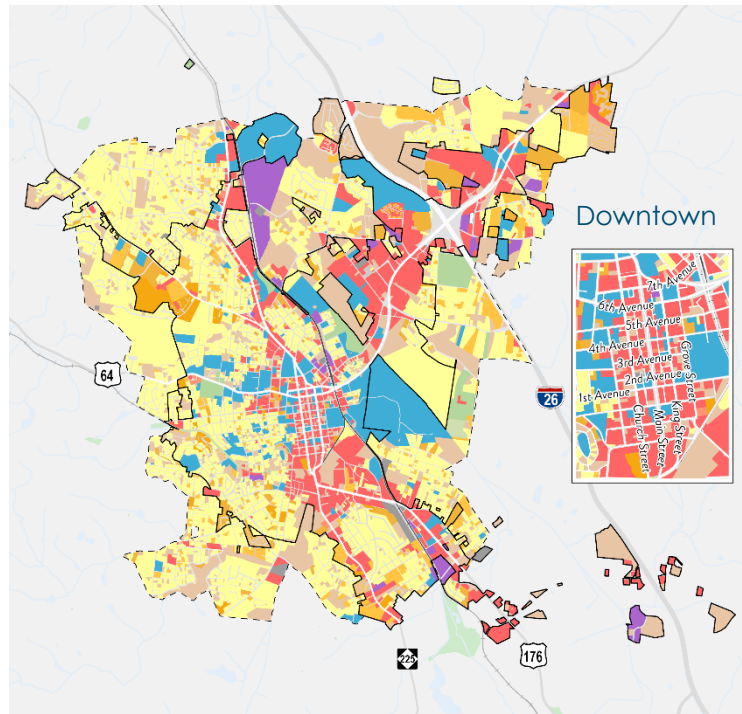 Downtown
7th Avenue
6th Avenue
5th Avenue
4th Avenue
3rd Avenue
2nd Avenue
1st Avenue
Grove Street
King Street
Main Street
Church Street
64
26
225
176